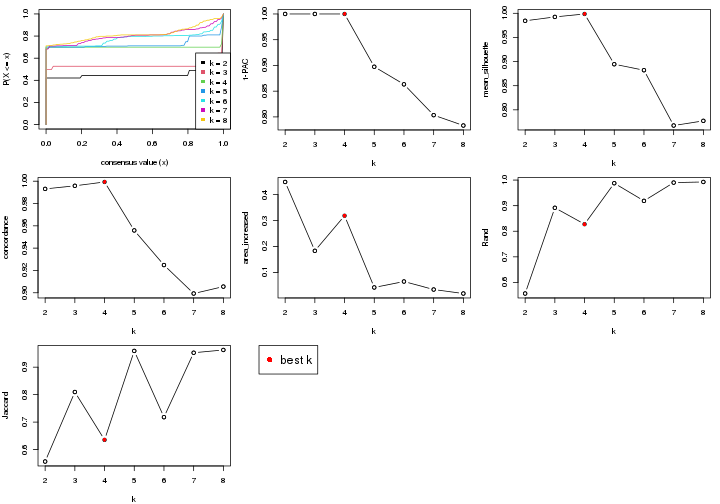 P(X <= x)
0.0 0.2 0.4 0.6 0.8 1.0
0.0 0.2 0.4 0.6 0.8 1.0
consensus value (x)
k = 2
k = 3
k = 4
k = 5
k = 6
k = 7
k = 8
1-PAC
0.80 0.85 0.90 0.95 1.00
2 3 4 5 6 7 8
k
mean_silhouette
0.80 0.85 0.90 0.95 1.00
2 3 4 5 6 7 8
k
concordance
0.90 0.92 0.94 0.96 0.98 1.00
2 3 4 5 6 7 8
k
area_increased
0.1 0.2 0.3 0.4
2 3 4 5 6 7 8
k
Rand
0.6 0.7 0.8 0.9 1.0
2 3 4 5 6 7 8
k
Jaccard
0.6 0.7 0.8 0.9
2 3 4 5 6 7 8
k
best k